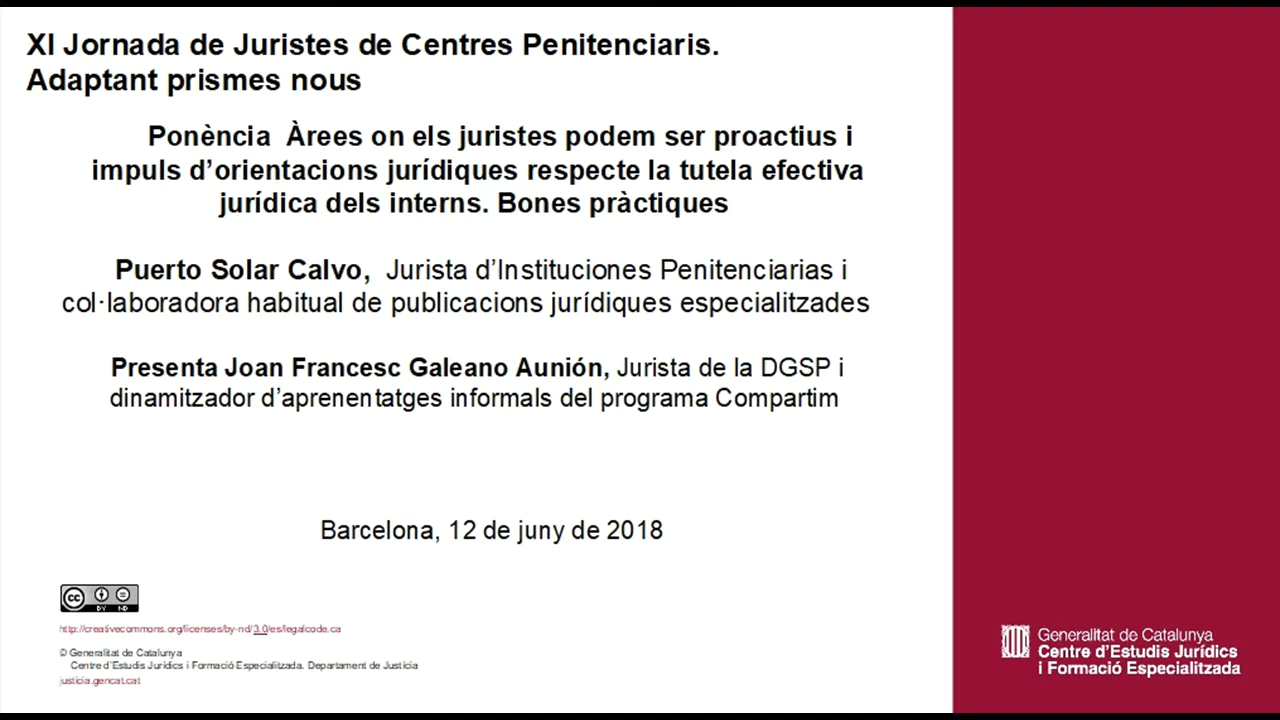 XI Jornada de Juristes de Centres Penitenciaris.
Adaptant prismes nous
Ponència Àrees on els juristes podem ser proactius i
impuls d’orientacions jurídiques respecte la tutela efectiva
jurídica dels interns. Bones pràctiques
Puerto Solar Calvo, Jurista d’Instituciones Penitenciarias i
col·laboradora habitual de publicacions jurídiques especialitzades
Presenta Joan Francesc Galeano Aunión, Jurista de la DGSP i
dinamitzador d’aprenentatges informals del programa Compartim
Barcelona, 12 de juny de 2018
cc BY ND
http://creativecommons.org/licenses/by-nd/3.0/es/legalcode.ca
© Generalitat de Catalunya
Centre d’Estudis Jurídics i Formació Especialitzada. Departament de Justícia
justicia.gencat.cat
Generalitat de Catalunya
Centre d’Estudis Jurídics
i Formació Especialitzada